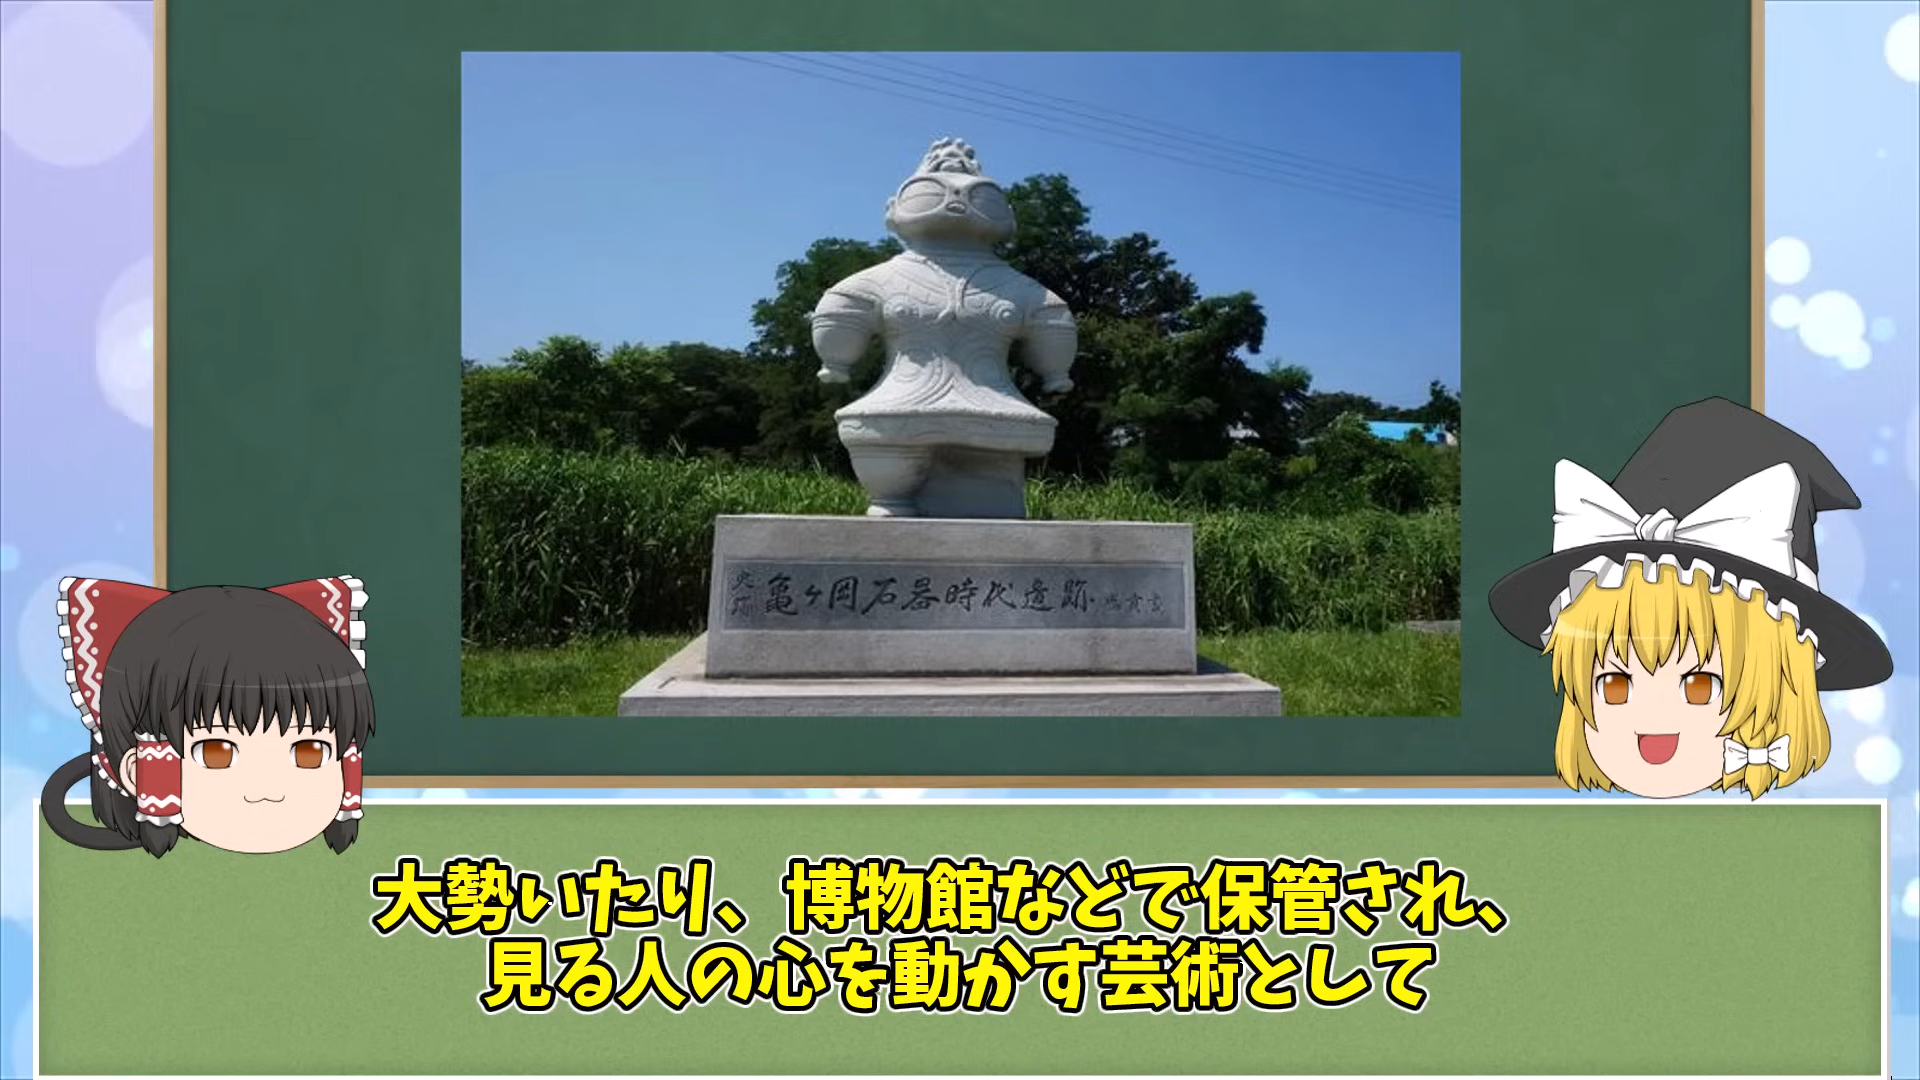 史跡 亀ヶ岡石器時代遺跡
大勢いたり、博物館などで保管され、
見る人の心を動かす芸術として